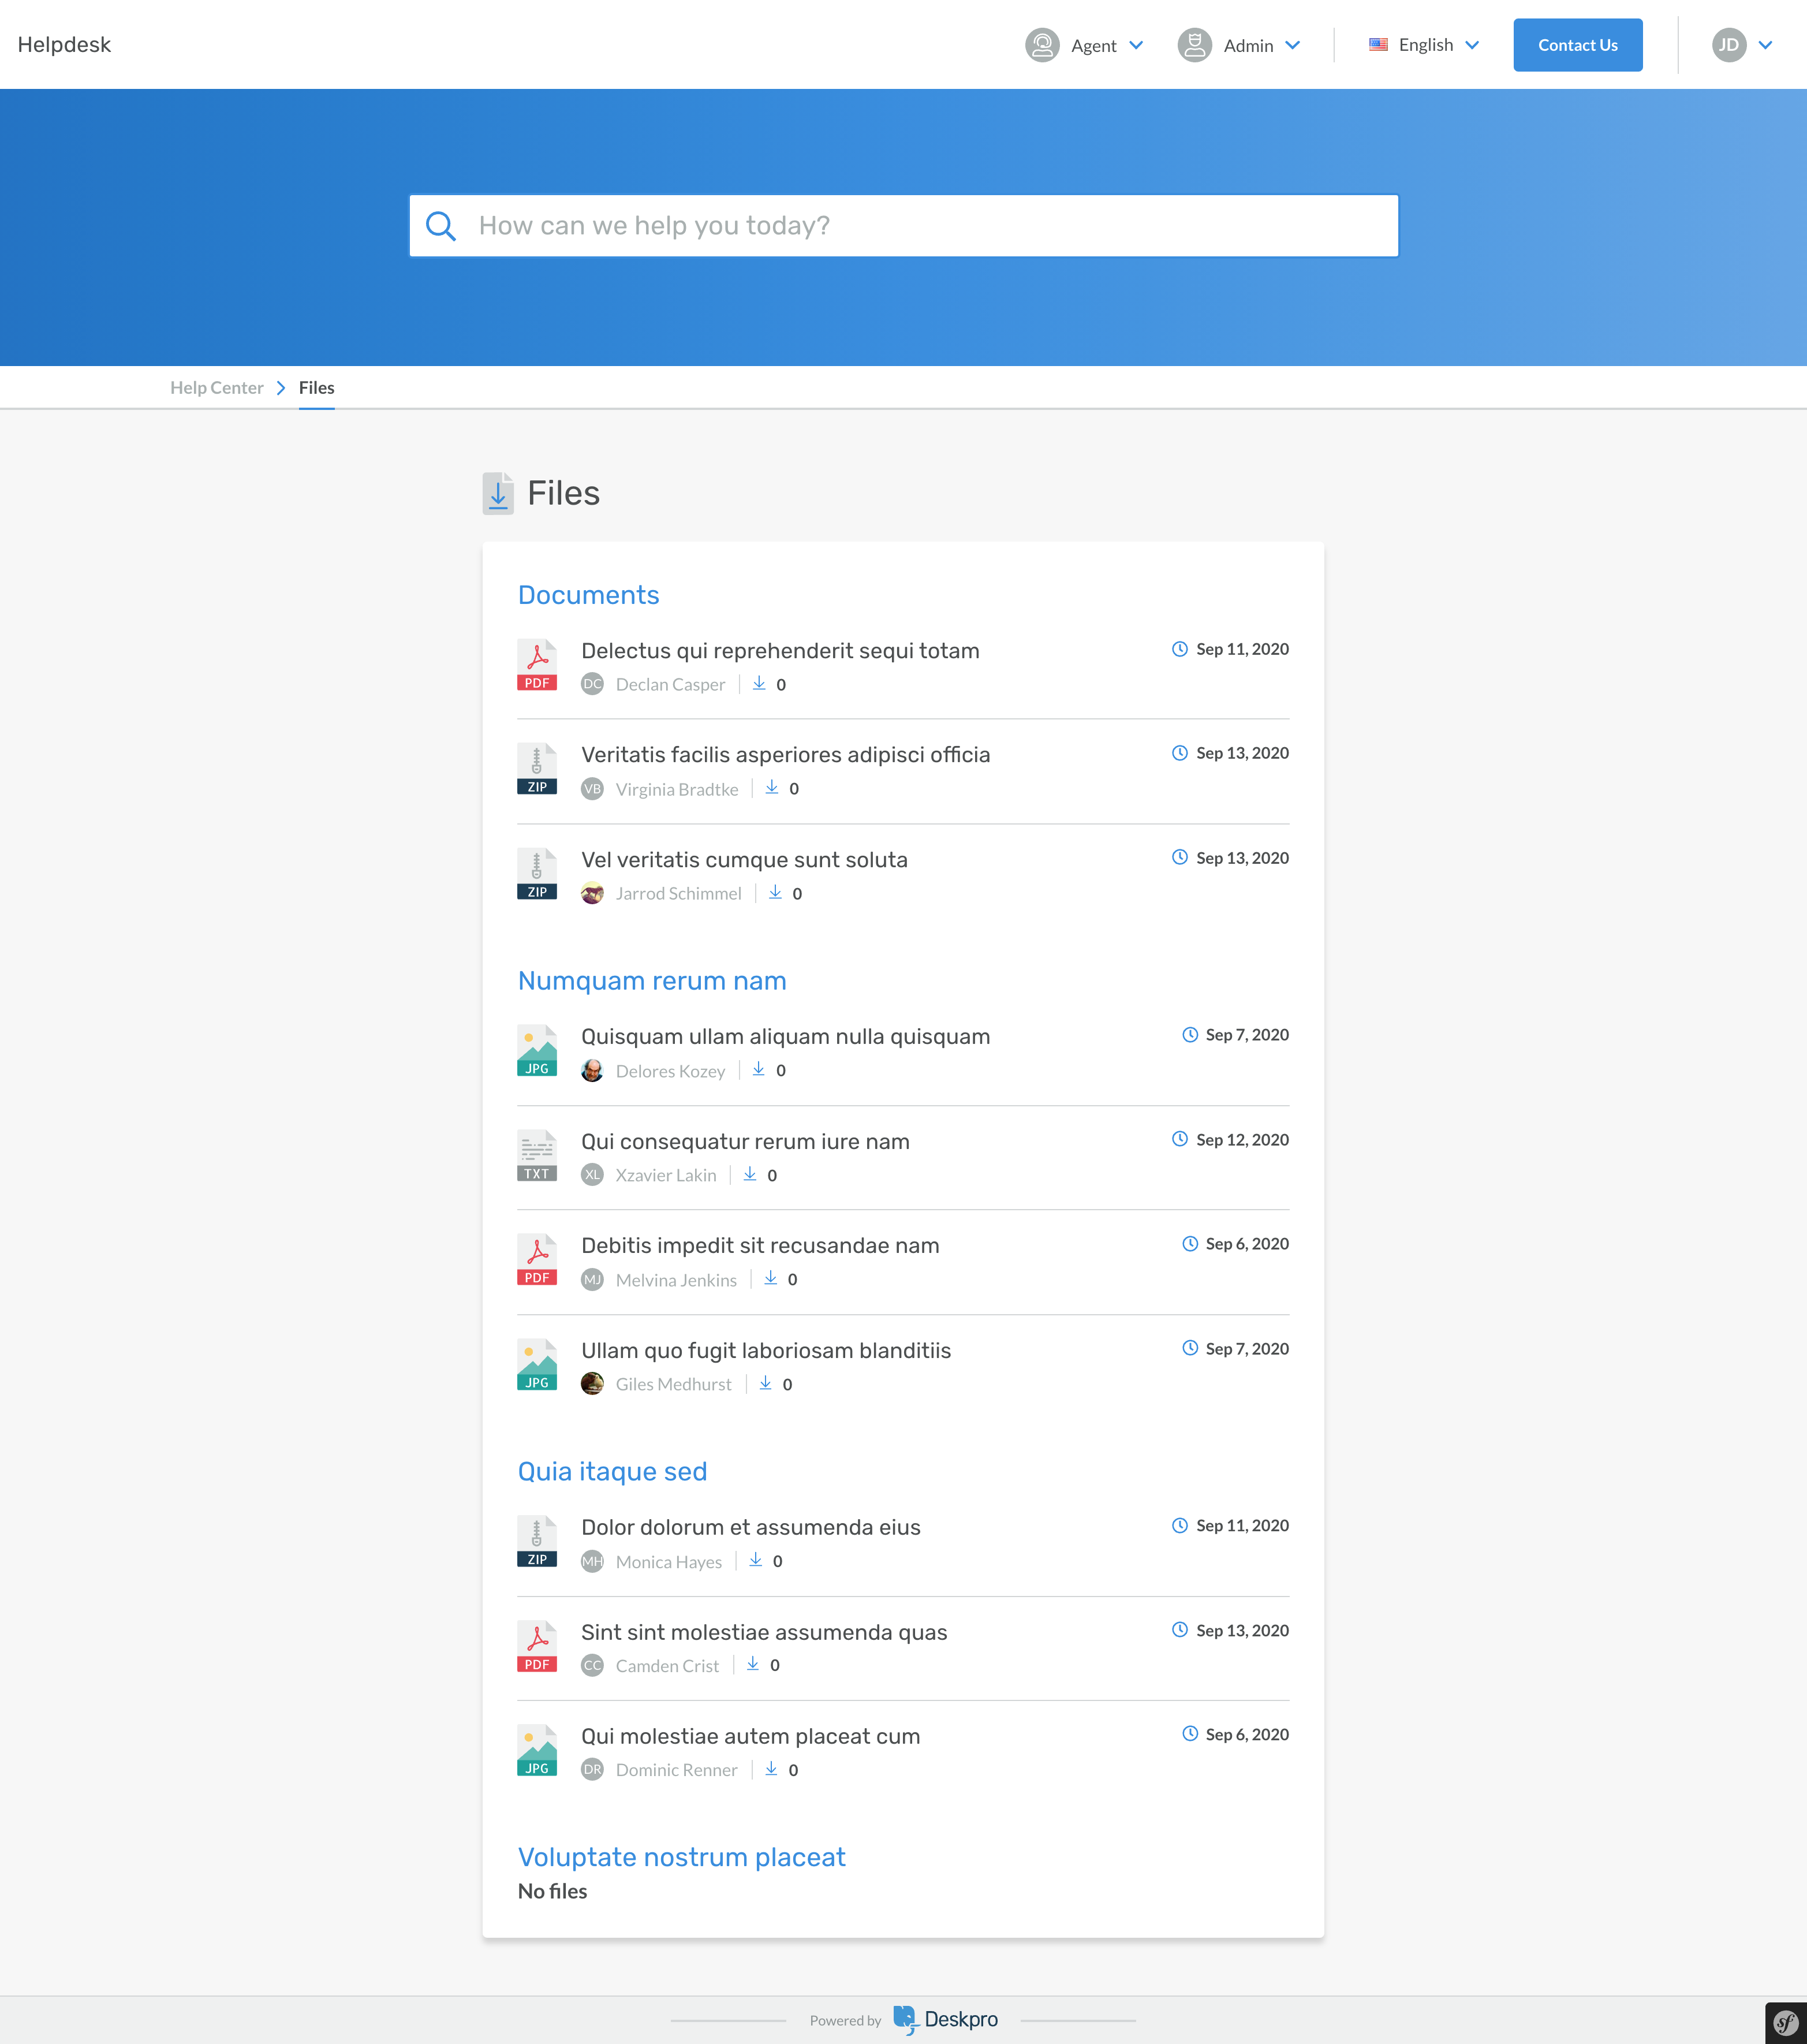 Helpdesk
Agent
Admin
English
Contact Us
JD
How can we help you today?
Help Center
Files
Files
Documents
PDF
Delectus qui reprehenderit sequi totam
Sep 11, 2020
DC Declan Casper 0
ZIP
Veritatis facilis asperiores adipisci officia
Sep 13, 2020
VB Virginia Bradtke 0
ZIP
Vel veritatis cumque sunt soluta
Sep 13, 2020
Jarrod Schimmel 0
Numquam rerum nam
JPG
Quisquam ullam aliquam nulla quisquam
Sep 7, 2020
Delores Kozey 0
TXT
Qui consequatur rerum iure nam
Sep 12, 2020
XL Xzavier Lakin 0
PDF
Debitis impedit sit recusandae nam
Sep 6, 2020
MJ Melvina Jenkins 0
JPG
Ullam quo fugit laboriosam blanditiis
Sep 7, 2020
Giles Medhurst 0
Quia itaque sed
ZIP
Dolor dolorum et assumenda eius
Sep 11, 2020
MH Monica Hayes 0
PDF
Sint sint molestiae assumenda quas
Sep 13, 2020
CC Camden Crist 0
JPG
Qui molestiae autem placeat cum
Sep 6, 2020
DR Dominic Renner 0
Voluptate nostrum placeat
No files
Powered by Deskpro
sf